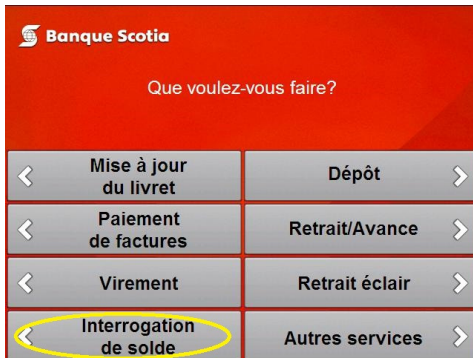 Banque Scotia
Que voulez-vous faire?
Mise à jour
du livret
Dépôt
Paiement
de factures
Retrait/Avance
Virement
Retrait éclair
Interrogation
de solde
Autres services